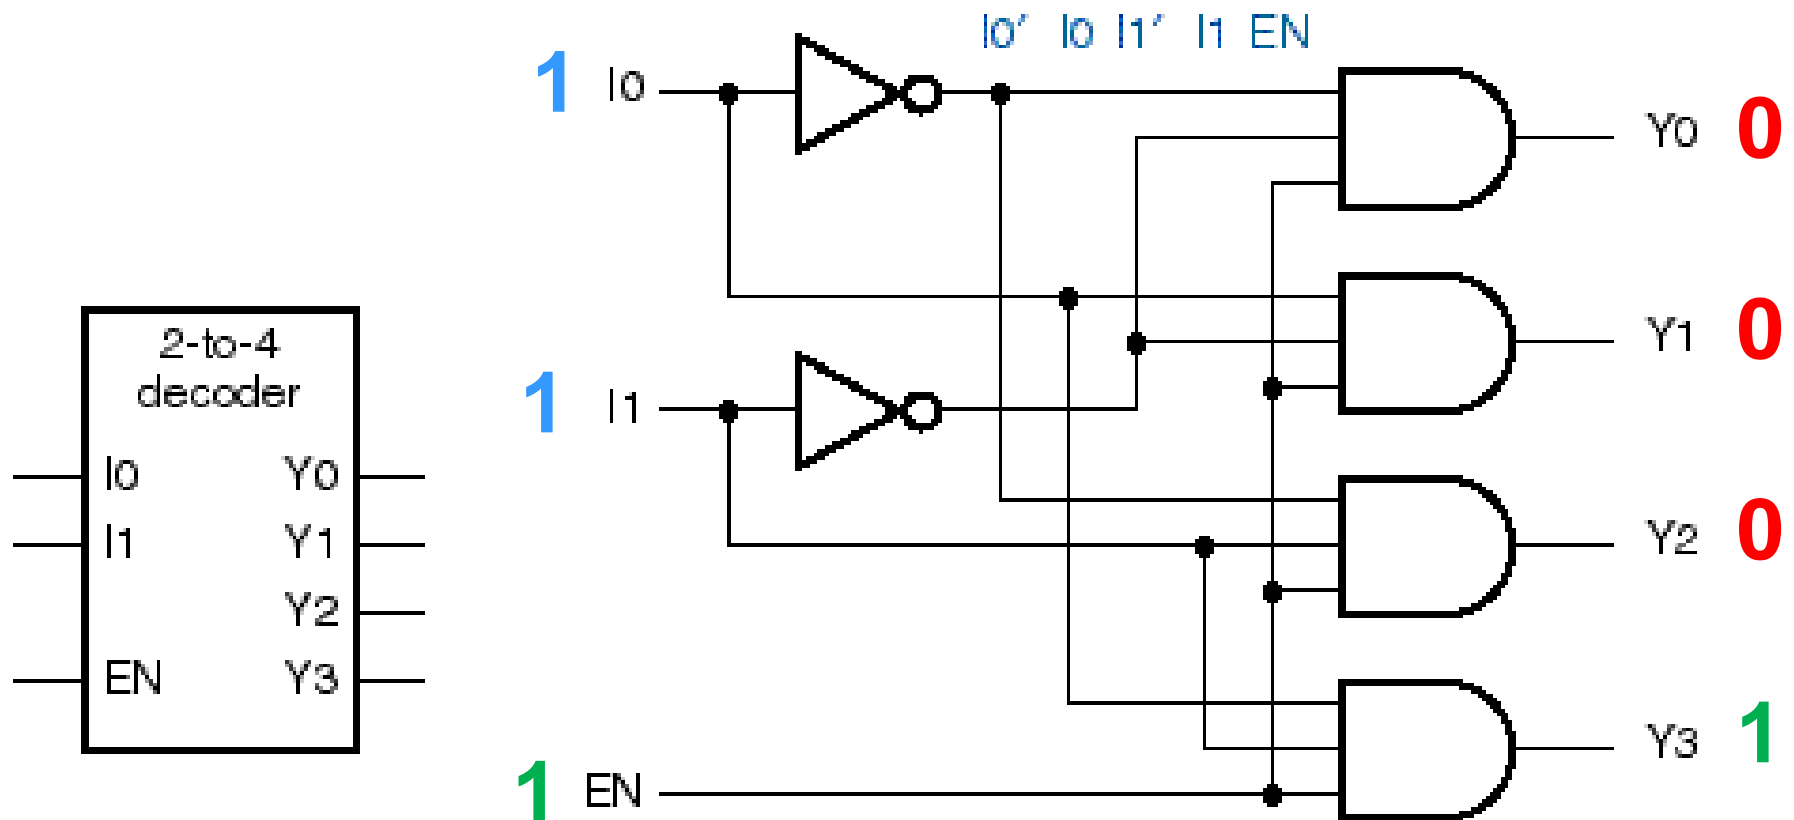 I0′ I0 I1′ I1 EN
1 I0
Y0 0
2-to-4
decoder
Y1 0
1 I1
I0 Y0
I1 Y1
Y2 0
Y2
EN Y3
Y3 1
1 EN